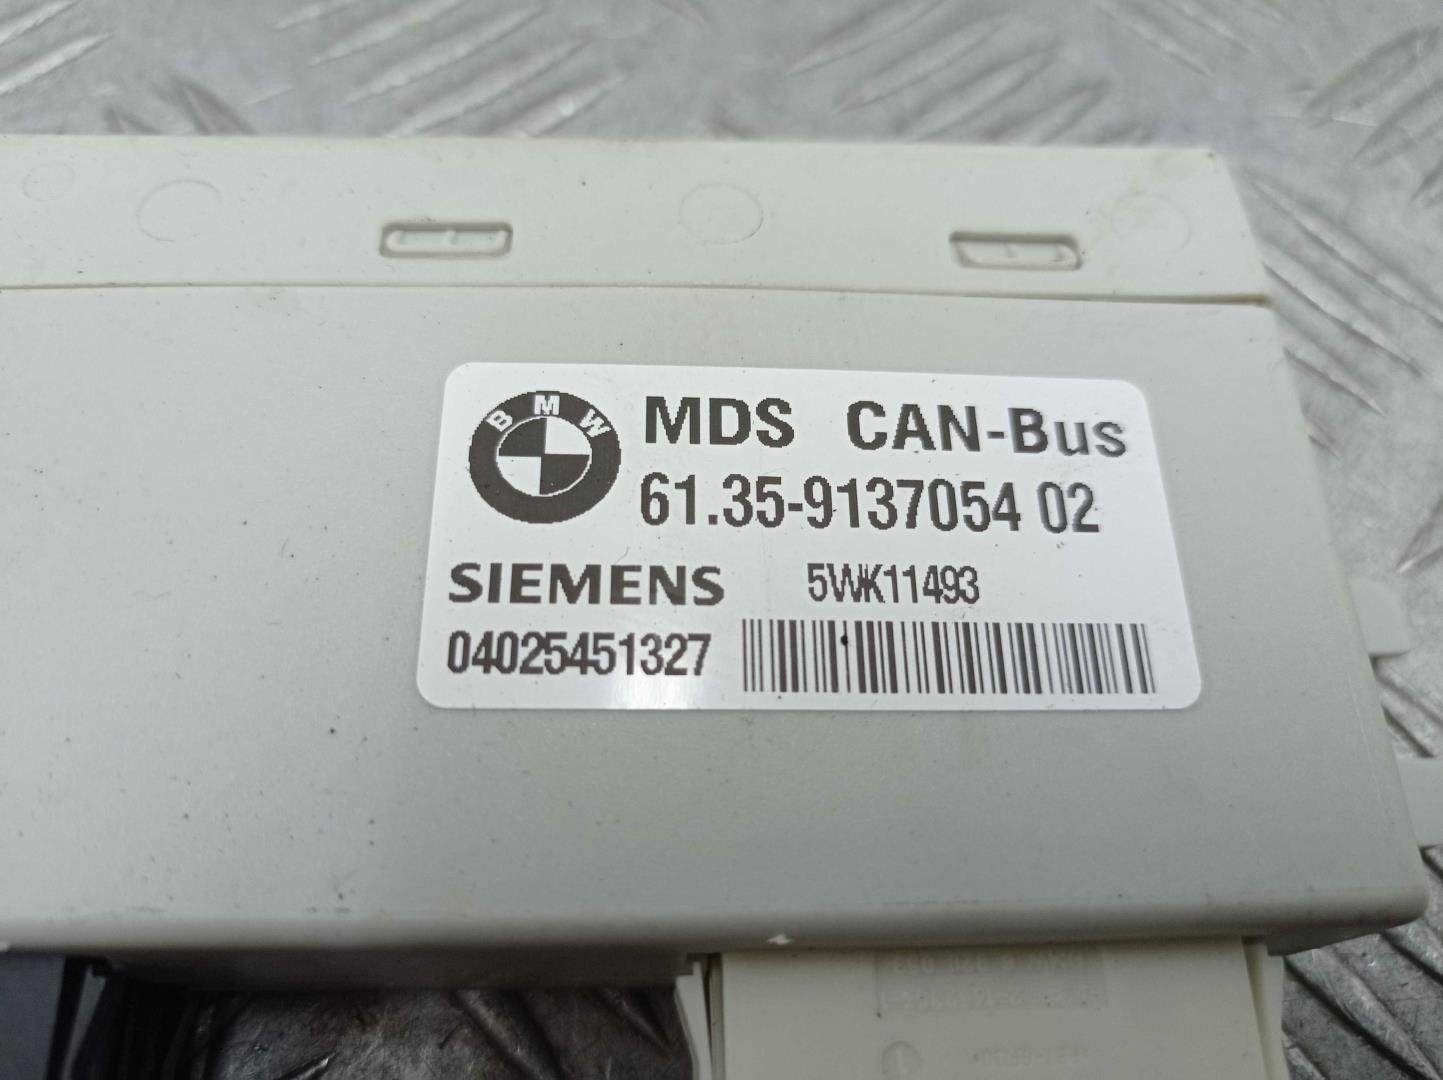 BMW
MDS CAN-Bus
61.35-9137054 02
SIEMENS 5WK11493
04025451327